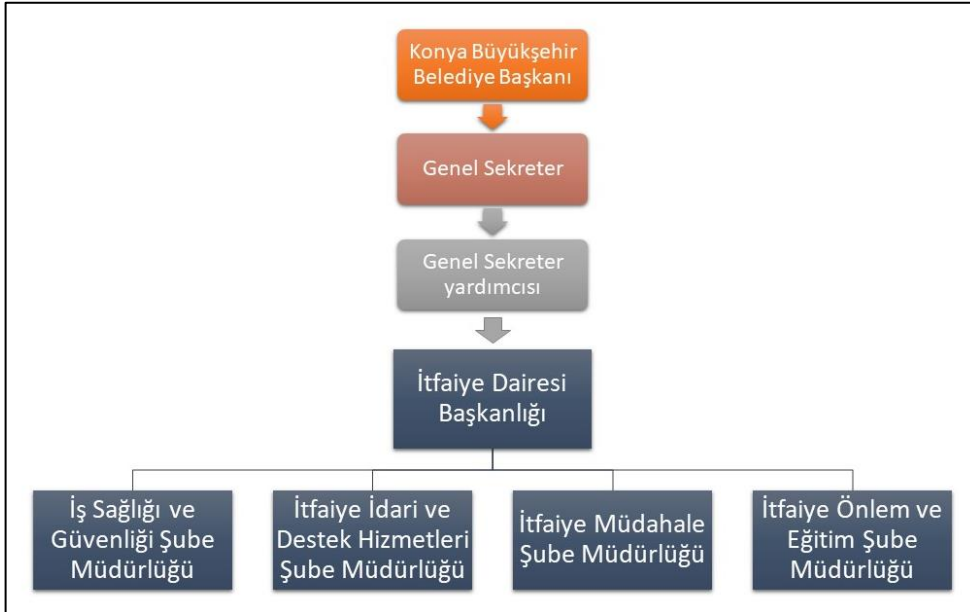 Konya Büyükşehir
Belediye Başkanı
Genel Sekreter
Genel Sekreter
yardımcısı
İtfaiye Dairesi
Başkanlığı
İş Sağlığı ve
Güvenliği Şube
Müdürlüğü
İtfaiye İdari ve
Destek Hizmetleri
Şube Müdürlüğü
İtfaiye Müdahale
Şube Müdürlüğü
İtfaiye Önlem ve
Eğitim Şube
Müdürlüğü